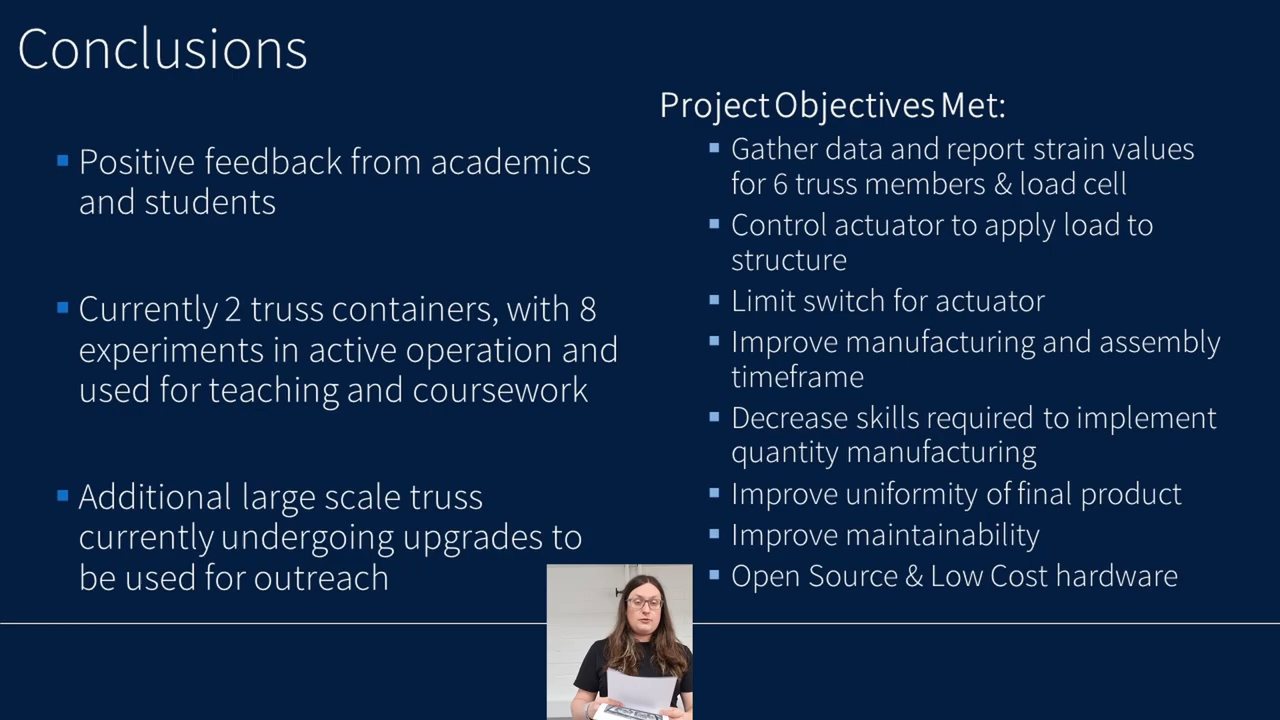 Conclusions
Positive feedback from academics
and students
Currently 2 truss containers, with 8
experiments in active operation and
used for teaching and coursework
Additional large scale truss
currently undergoing upgrades to
be used for outreach
Project Objectives Met:
Gather data and report strain values
for 6 truss members & load cell
Control actuator to apply load to
structure
Limit switch for actuator
Improve manufacturing and assembly
timeframe
Decrease skills required to implement
quantity manufacturing
Improve uniformity of final product
Improve maintainability
Open Source & Low Cost hardware